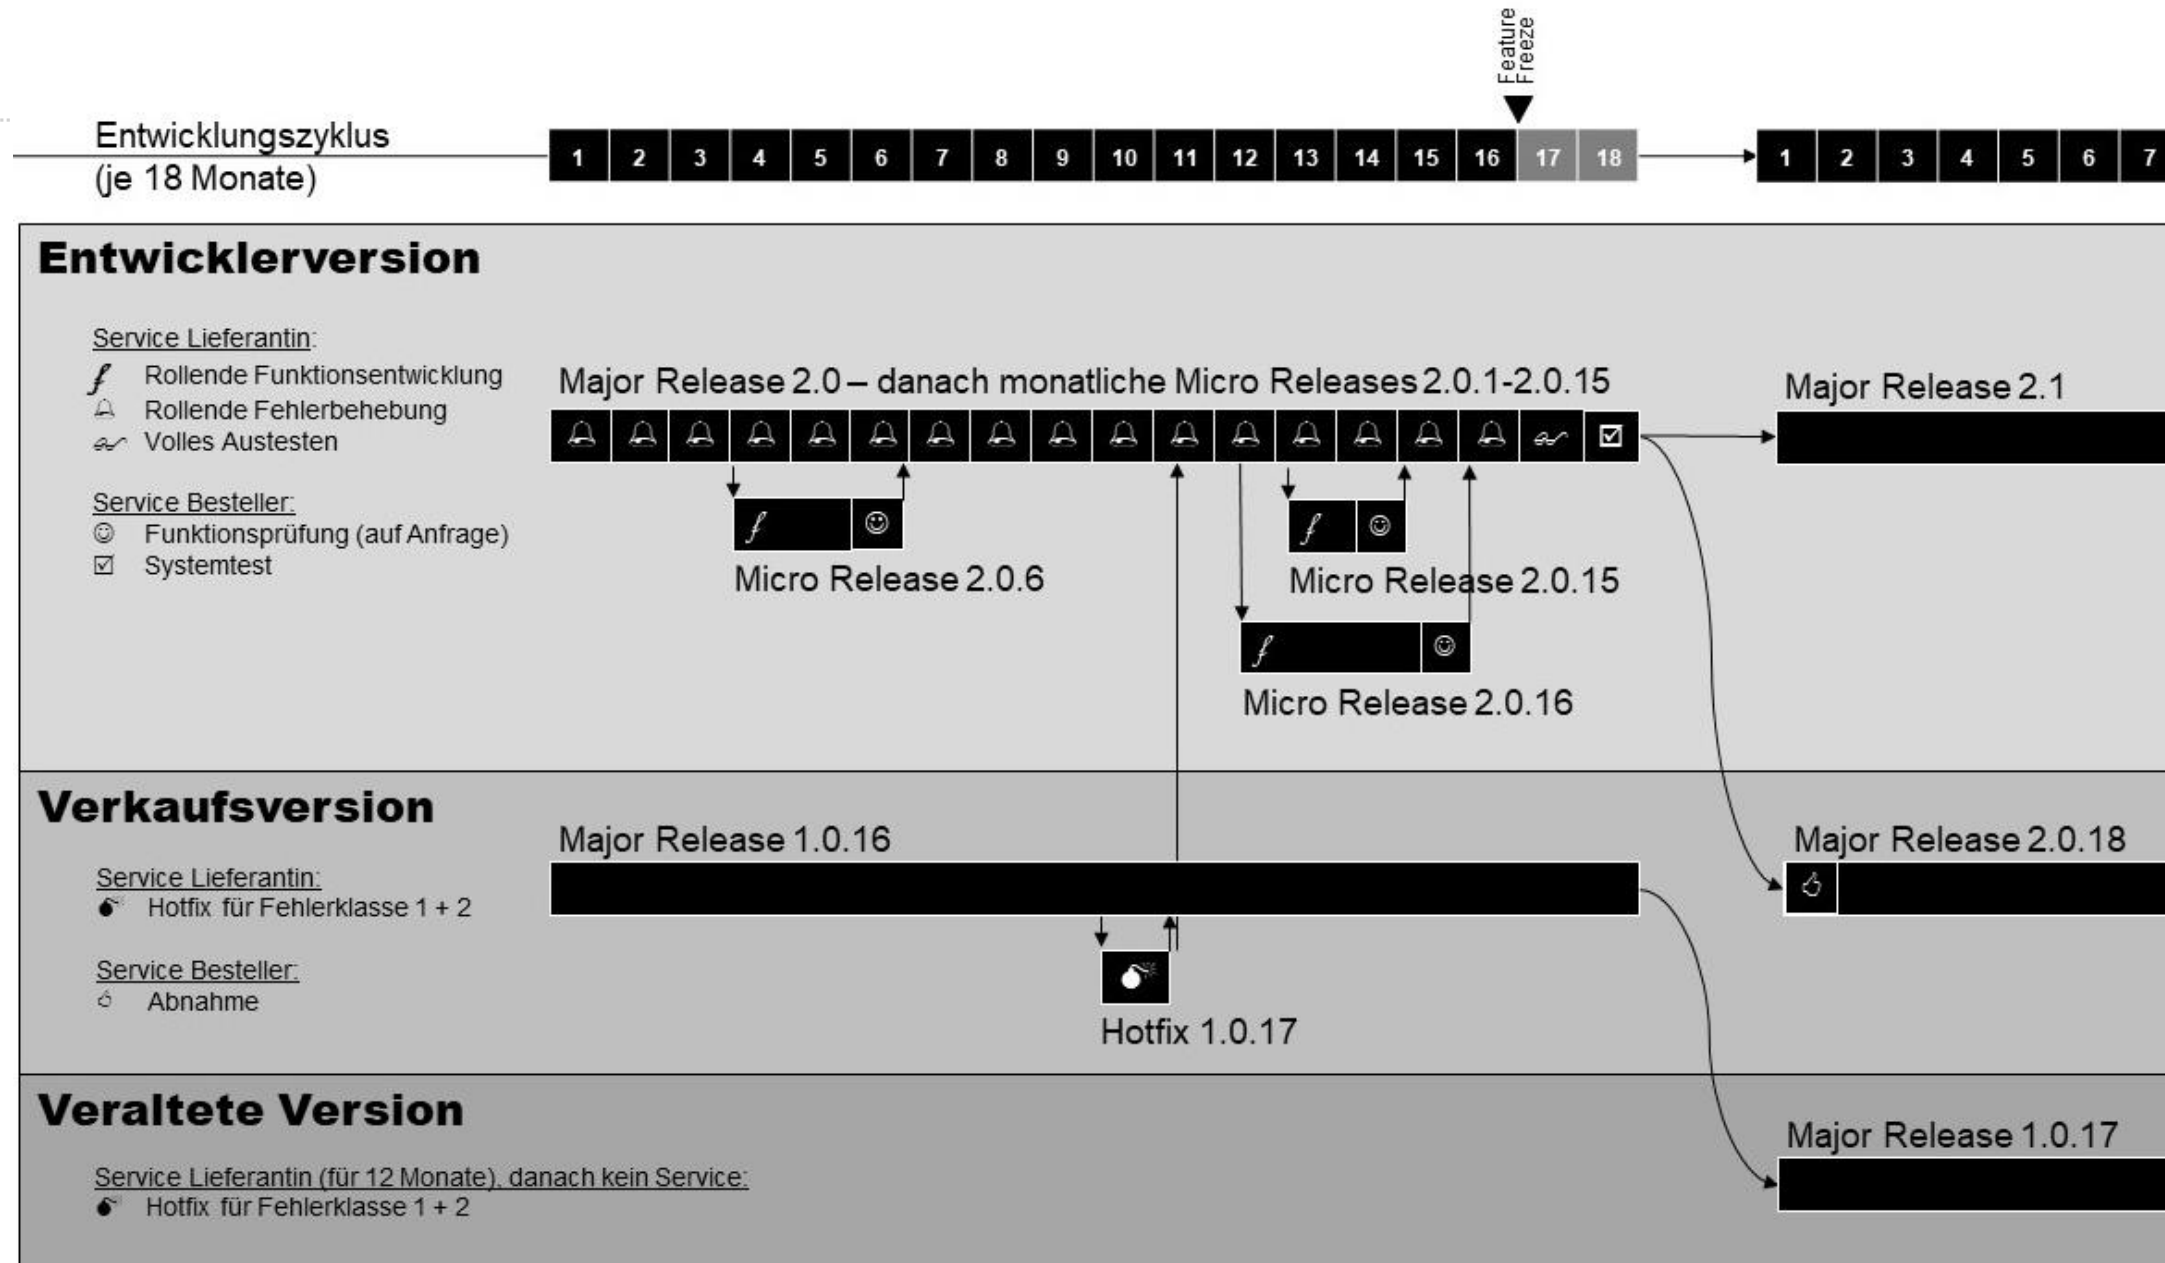 Feature
Freeze
Entwicklungszyklus
(je 18 Monate)
1 2 3 4 5 6 7 8 9 10 11 12 13 14 15 16 17 18 1 2 3 4 5 6 7
Entwicklerversion
Service Lieferantin:
Rollende Funktionsentwicklung
Rollende Fehlerbehebung
Volles Austesten
Service Besteller:
Funktionsprüfung (auf Anfrage)
Systemtest
Major Release 2.0 – danach monatliche Micro Releases 2.0.1-2.0.15
Major Release 2.1
Micro Release 2.0.6
Micro Release 2.0.15
Micro Release 2.0.16
Verkaufsversion
Service Lieferantin:
Hotfix für Fehlerklasse 1 + 2
Service Besteller:
Abnahme
Major Release 1.0.16
Major Release 2.0.18
Hotfix 1.0.17
Veraltete Version
Service Lieferantin (für 12 Monate), danach kein Service:
Hotfix für Fehlerklasse 1 + 2
Major Release 1.0.17